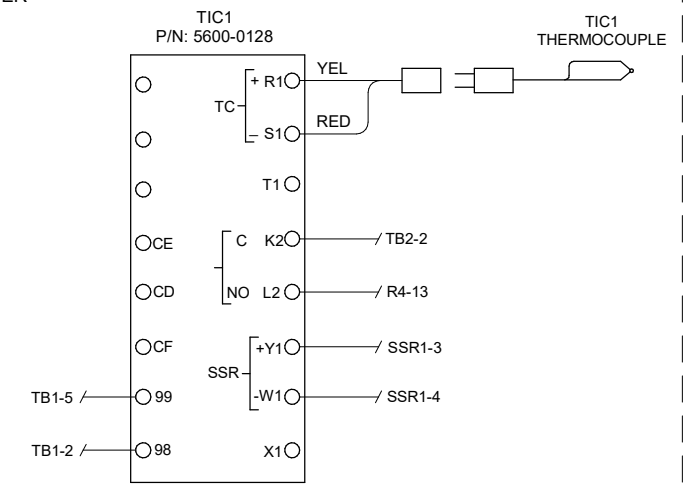 TIC1
P/N: 5600-0128
TIC1
THERMOCOUPLE
+ R1
YEL
TC
– S1
RED
T1
CE
C K2
TB2-2
CD
NO L2
R4-13
CF
+Y1
SSR1-3
SSR
TB1-5
99
-W1
SSR1-4
TB1-2
98
X1